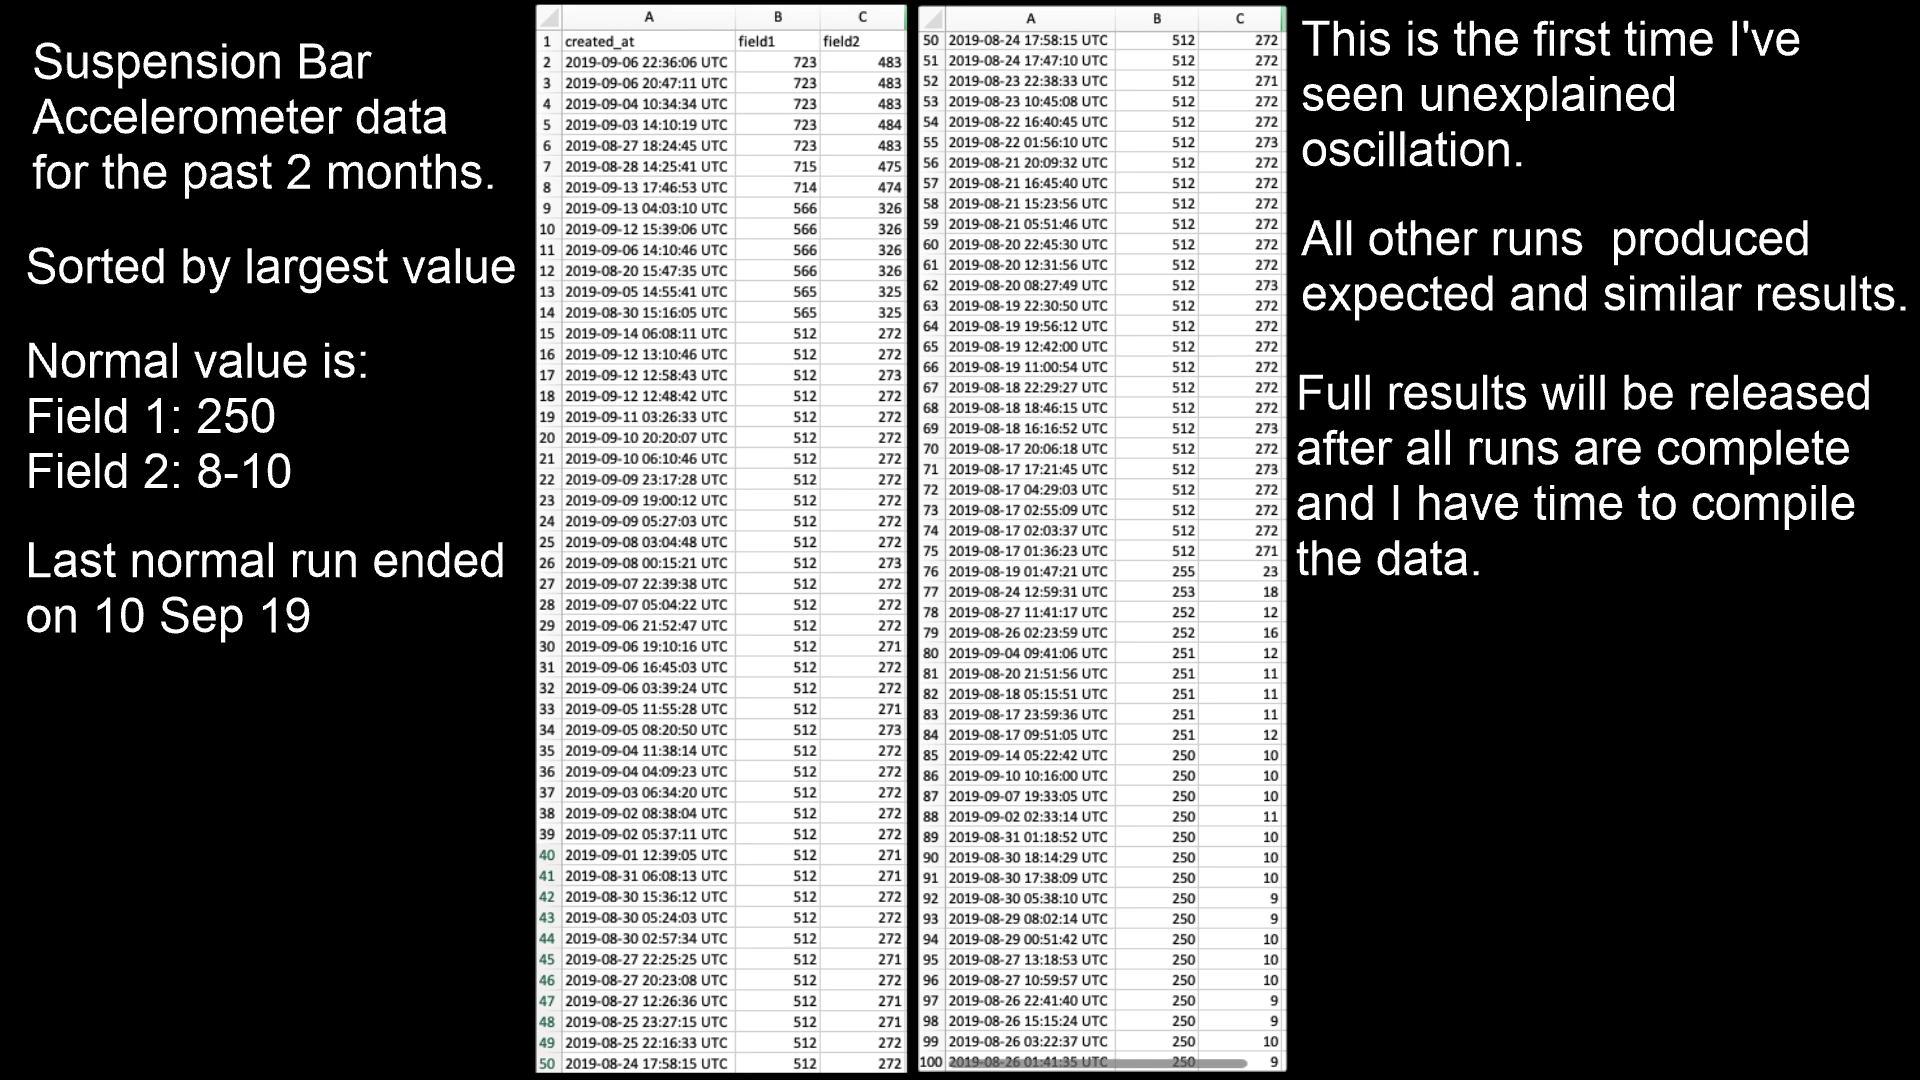 Suspension Bar
Accelerometer data
for the past 2 months.
Sorted by largest value
Normal value is:
Field 1: 250
Field 2: 8-10
Last normal run ended
on 10 Sep 19
A B C
1 created_at field1 field2
2 2019-09-06 22:36:06 UTC 723 483
3 2019-09-06 20:47:11 UTC 723 483
4 2019-09-04 10:34:34 UTC 723 483
5 2019-09-03 14:10:19 UTC 723 484
6 2019-08-27 18:24:45 UTC 723 483
7 2019-08-28 14:25:41 UTC 715 475
8 2019-09-13 17:46:53 UTC 714 474
9 2019-09-13 04:03:10 UTC 566 326
10 2019-09-12 15:39:06 UTC 566 326
11 2019-09-06 14:10:46 UTC 566 326
12 2019-08-20 15:47:35 UTC 566 326
13 2019-09-05 14:55:41 UTC 565 325
14 2019-08-30 15:16:05 UTC 565 325
15 2019-09-14 06:08:11 UTC 512 272
16 2019-09-12 13:10:46 UTC 512 272
17 2019-09-12 12:58:43 UTC 512 273
18 2019-09-12 12:48:42 UTC 512 272
19 2019-09-11 03:26:33 UTC 512 272
20 2019-09-10 20:20:07 UTC 512 272
21 2019-09-10 06:10:46 UTC 512 272
22 2019-09-09 23:17:28 UTC 512 272
23 2019-09-09 19:00:12 UTC 512 272
24 2019-09-09 05:27:03 UTC 512 272
25 2019-09-08 03:04:48 UTC 512 272
26 2019-09-08 00:15:21 UTC 512 273
27 2019-09-07 22:39:38 UTC 512 272
28 2019-09-07 05:04:22 UTC 512 272
29 2019-09-06 21:52:47 UTC 512 272
30 2019-09-06 19:10:16 UTC 512 271
31 2019-09-06 16:45:03 UTC 512 272
32 2019-09-06 03:39:24 UTC 512 272
33 2019-09-05 11:55:28 UTC 512 271
34 2019-09-05 08:20:50 UTC 512 273
35 2019-09-04 11:38:14 UTC 512 272
36 2019-09-04 04:09:23 UTC 512 272
37 2019-09-03 06:34:20 UTC 512 272
38 2019-09-02 08:38:04 UTC 512 272
39 2019-09-02 05:37:11 UTC 512 272
40 2019-09-01 12:39:05 UTC 512 271
41 2019-08-31 06:08:13 UTC 512 271
42 2019-08-30 15:36:12 UTC 512 272
43 2019-08-30 05:24:03 UTC 512 272
44 2019-08-30 02:57:34 UTC 512 272
45 2019-08-27 22:25:25 UTC 512 271
46 2019-08-27 20:23:08 UTC 512 272
47 2019-08-27 12:26:36 UTC 512 271
48 2019-08-25 23:27:15 UTC 512 271
49 2019-08-25 22:16:33 UTC 512 272
50 2019-08-24 17:58:15 UTC 512 272
A B C
50 2019-08-24 17:58:15 UTC 512 272
51 2019-08-24 17:47:10 UTC 512 272
52 2019-08-23 22:38:33 UTC 512 271
53 2019-08-23 10:45:08 UTC 512 272
54 2019-08-22 16:40:45 UTC 512 272
55 2019-08-22 01:56:10 UTC 512 273
56 2019-08-21 20:09:32 UTC 512 272
57 2019-08-21 16:45:40 UTC 512 272
58 2019-08-21 15:23:56 UTC 512 272
59 2019-08-21 05:51:46 UTC 512 272
60 2019-08-20 22:45:30 UTC 512 272
61 2019-08-20 12:31:56 UTC 512 272
62 2019-08-20 08:27:49 UTC 512 273
63 2019-08-19 22:30:50 UTC 512 272
64 2019-08-19 19:56:12 UTC 512 272
65 2019-08-19 12:42:00 UTC 512 272
66 2019-08-19 11:00:54 UTC 512 272
67 2019-08-18 22:29:27 UTC 512 272
68 2019-08-18 18:46:15 UTC 512 272
69 2019-08-18 16:16:52 UTC 512 273
70 2019-08-17 20:06:18 UTC 512 272
71 2019-08-17 17:21:45 UTC 512 273
72 2019-08-17 04:29:03 UTC 512 272
73 2019-08-17 02:55:09 UTC 512 272
74 2019-08-17 02:03:37 UTC 512 272
75 2019-08-17 01:36:23 UTC 512 271
76 2019-08-19 01:47:21 UTC 255 23
77 2019-08-24 12:59:31 UTC 253 18
78 2019-08-27 11:41:17 UTC 252 12
79 2019-08-26 02:23:59 UTC 252 16
80 2019-09-04 09:41:06 UTC 251 12
81 2019-08-20 21:51:56 UTC 251 11
82 2019-08-18 05:15:51 UTC 251 11
83 2019-08-17 23:59:36 UTC 251 11
84 2019-08-17 09:51:05 UTC 251 12
85 2019-09-14 05:22:42 UTC 250 10
86 2019-09-10 10:16:00 UTC 250 10
87 2019-09-07 19:33:05 UTC 250 10
88 2019-09-02 02:33:14 UTC 250 11
89 2019-08-31 01:18:52 UTC 250 10
90 2019-08-30 18:14:29 UTC 250 10
91 2019-08-30 17:38:09 UTC 250 10
92 2019-08-30 05:38:10 UTC 250 9
93 2019-08-29 08:02:14 UTC 250 9
94 2019-08-29 00:51:42 UTC 250 10
95 2019-08-27 13:18:53 UTC 250 10
96 2019-08-27 10:59:57 UTC 250 10
97 2019-08-26 22:41:40 UTC 250 9
98 2019-08-26 15:15:24 UTC 250 9
99 2019-08-26 03:22:37 UTC 250 10
100 2019-08-26 01:41:35 UTC 250 9
This is the first time I've
seen unexplained
oscillation.
All other runs  produced
expected and similar results.
Full results will be released
after all runs are complete
and I have time to compile
the data.